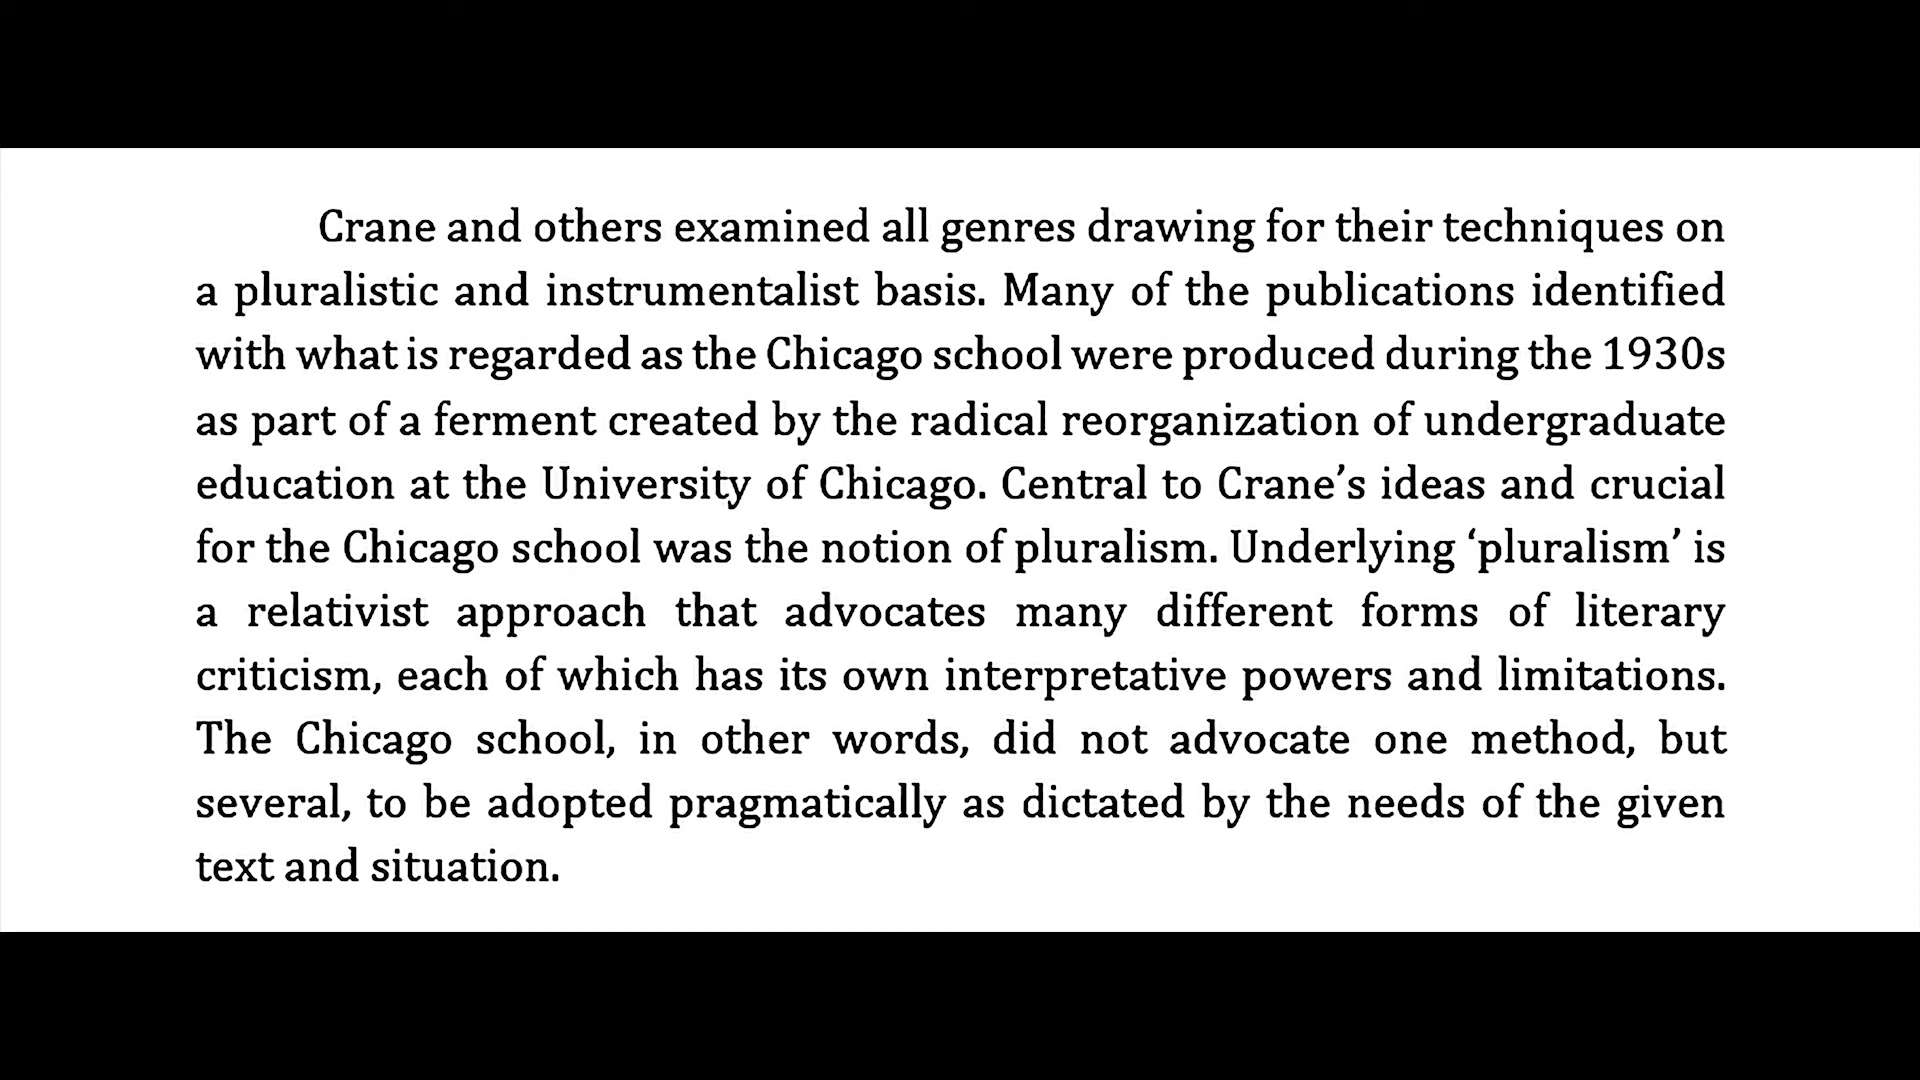 Crane and others examined all genres drawing for their techniques on
a pluralistic and instrumentalist basis. Many of the publications identified
with what is regarded as the Chicago school were produced during the 1930s
as part of a ferment created by the radical reorganization of undergraduate
education at the University of Chicago. Central to Crane’s ideas and crucial
for the Chicago school was the notion of pluralism. Underlying ‘pluralism’ is
a relativist approach that advocates many different forms of literary
criticism, each of which has its own interpretative powers and limitations.
The Chicago school, in other words, did not advocate one method, but
several, to be adopted pragmatically as dictated by the needs of the given
text and situation.